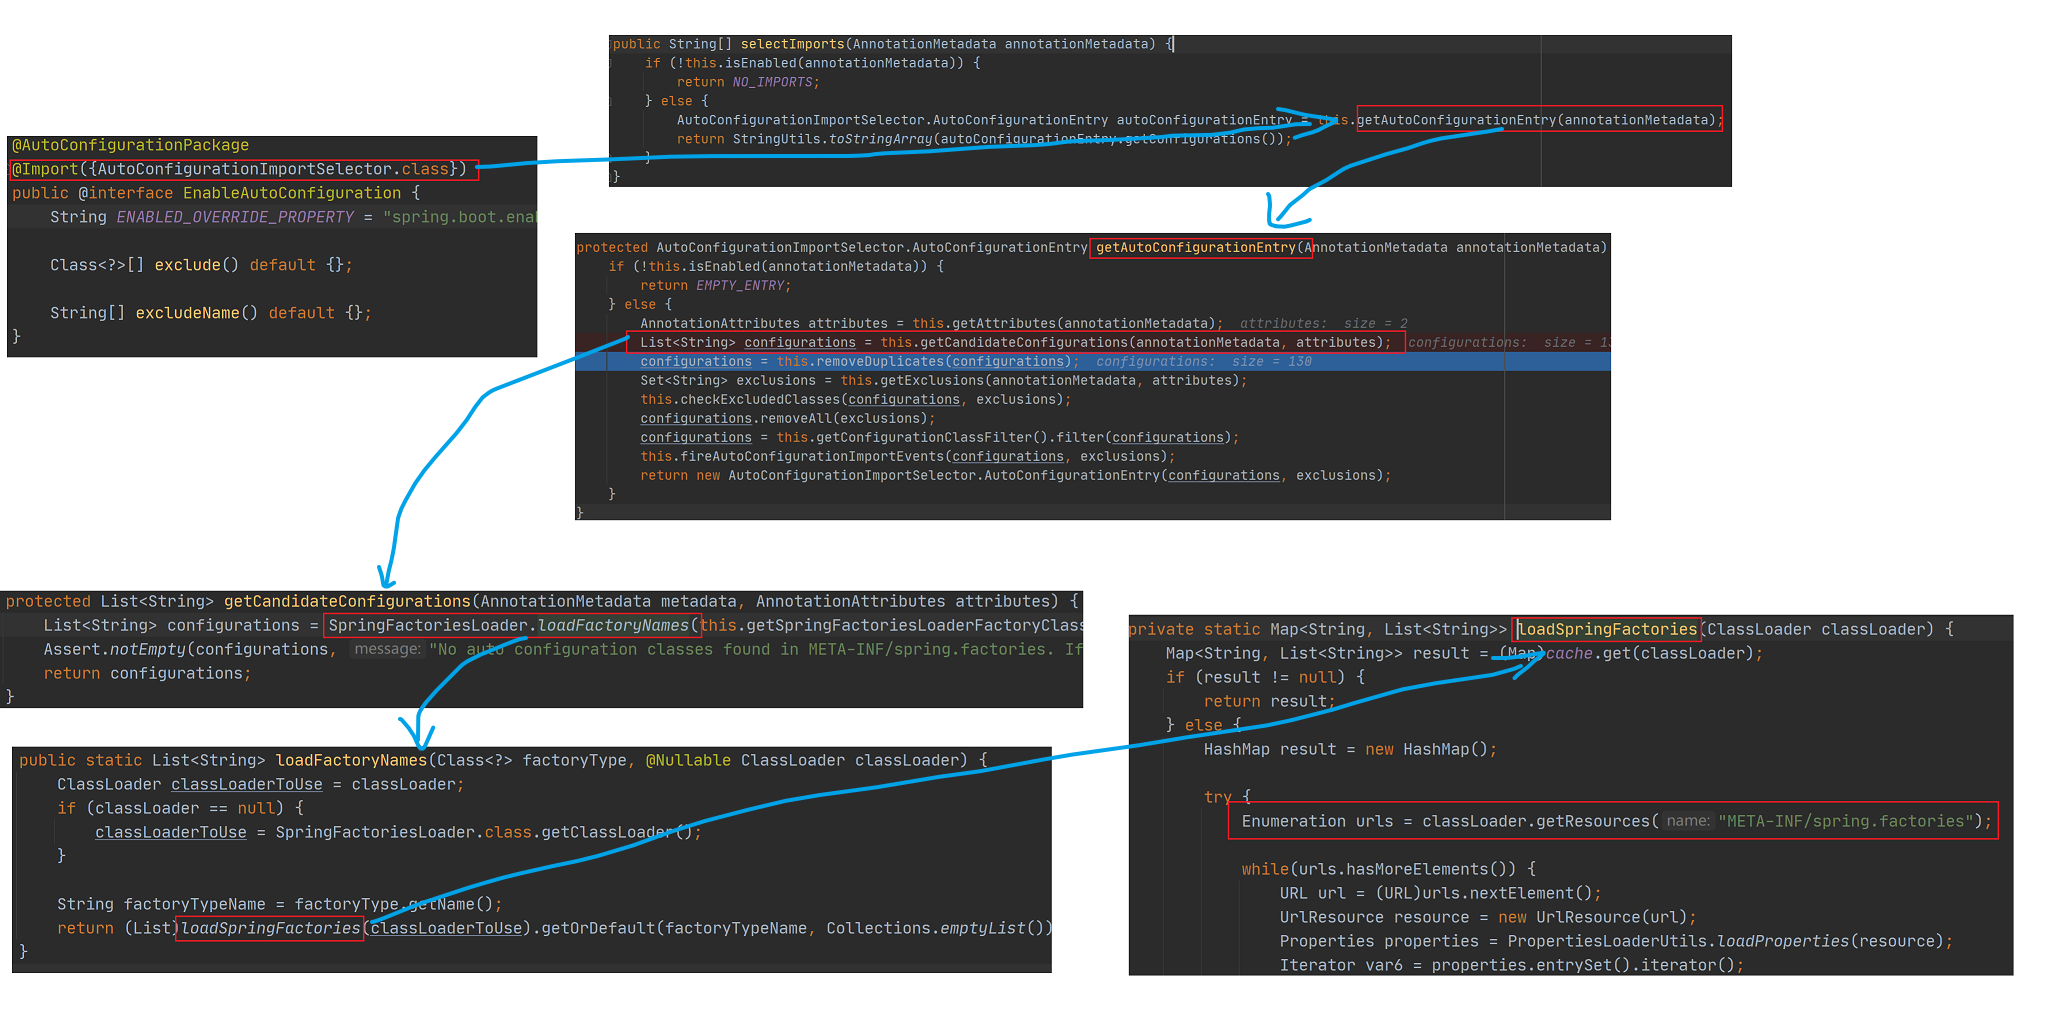 @AutoConfigurationPackage
@Import({AutoConfigurationImportSelector.class})
public @interface EnableAutoConfiguration {
    String ENABLED_OVERRIDE_PROPERTY = "spring.boot.ena
    Class<?>[] exclude() default {};
    String[] excludeName() default {};
}
public String[] selectImports(AnnotationMetadata annotationMetadata) {
    if (!this.isEnabled(annotationMetadata)) {
        return NO_IMPORTS;
    } else {
        AutoConfigurationImportSelector.AutoConfigurationEntry autoConfigurationEntry = this.getAutoConfigurationEntry(annotationMetadata);
        return StringUtils.toStringArray(autoConfigurationEntry.getConfigurations());
    }
}
protected AutoConfigurationImportSelector.AutoConfigurationEntry getAutoConfigurationEntry(AnnotationMetadata annotationMetadata)
    if (!this.isEnabled(annotationMetadata)) {
        return EMPTY_ENTRY;
    } else {
        AnnotationAttributes attributes = this.getAttributes(annotationMetadata);  attributes:  size = 2
        List<String> configurations = this.getCandidateConfigurations(annotationMetadata, attributes);  configurations:  size = 13
        configurations = this.removeDuplicates(configurations);  configurations:  size = 130
        Set<String> exclusions = this.getExclusions(annotationMetadata, attributes);
        this.checkExcludedClasses(configurations, exclusions);
        configurations.removeAll(exclusions);
        configurations = this.getConfigurationClassFilter().filter(configurations);
        this.fireAutoConfigurationImportEvents(configurations, exclusions);
        return new AutoConfigurationImportSelector.AutoConfigurationEntry(configurations, exclusions);
    }
}
protected List<String> getCandidateConfigurations(AnnotationMetadata metadata, AnnotationAttributes attributes) {
    List<String> configurations = SpringFactoriesLoader.loadFactoryNames(this.getSpringFactoriesLoaderFactoryClass
    Assert.notEmpty(configurations, message: "No auto configuration classes found in META-INF/spring.factories. If
    return configurations;
}
public static List<String> loadFactoryNames(Class<?> factoryType, @Nullable ClassLoader classLoader) {
    ClassLoader classLoaderToUse = classLoader;
    if (classLoader == null) {
        classLoaderToUse = SpringFactoriesLoader.class.getClassLoader();
    }
    String factoryTypeName = factoryType.getName();
    return (List)loadSpringFactories(classLoaderToUse).getOrDefault(factoryTypeName, Collections.emptyList())
}
private static Map<String, List<String>> loadSpringFactories(ClassLoader classLoader) {
    Map<String, List<String>> result = (Map)cache.get(classLoader);
    if (result != null) {
        return result;
    } else {
        HashMap result = new HashMap();
        try {
            Enumeration urls = classLoader.getResources( name: "META-INF/spring.factories");
            while(urls.hasMoreElements()) {
                URL url = (URL)urls.nextElement();
                UrlResource resource = new UrlResource(url);
                Properties properties = PropertiesLoaderUtils.loadProperties(resource);
                Iterator var6 = properties.entrySet().iterator();